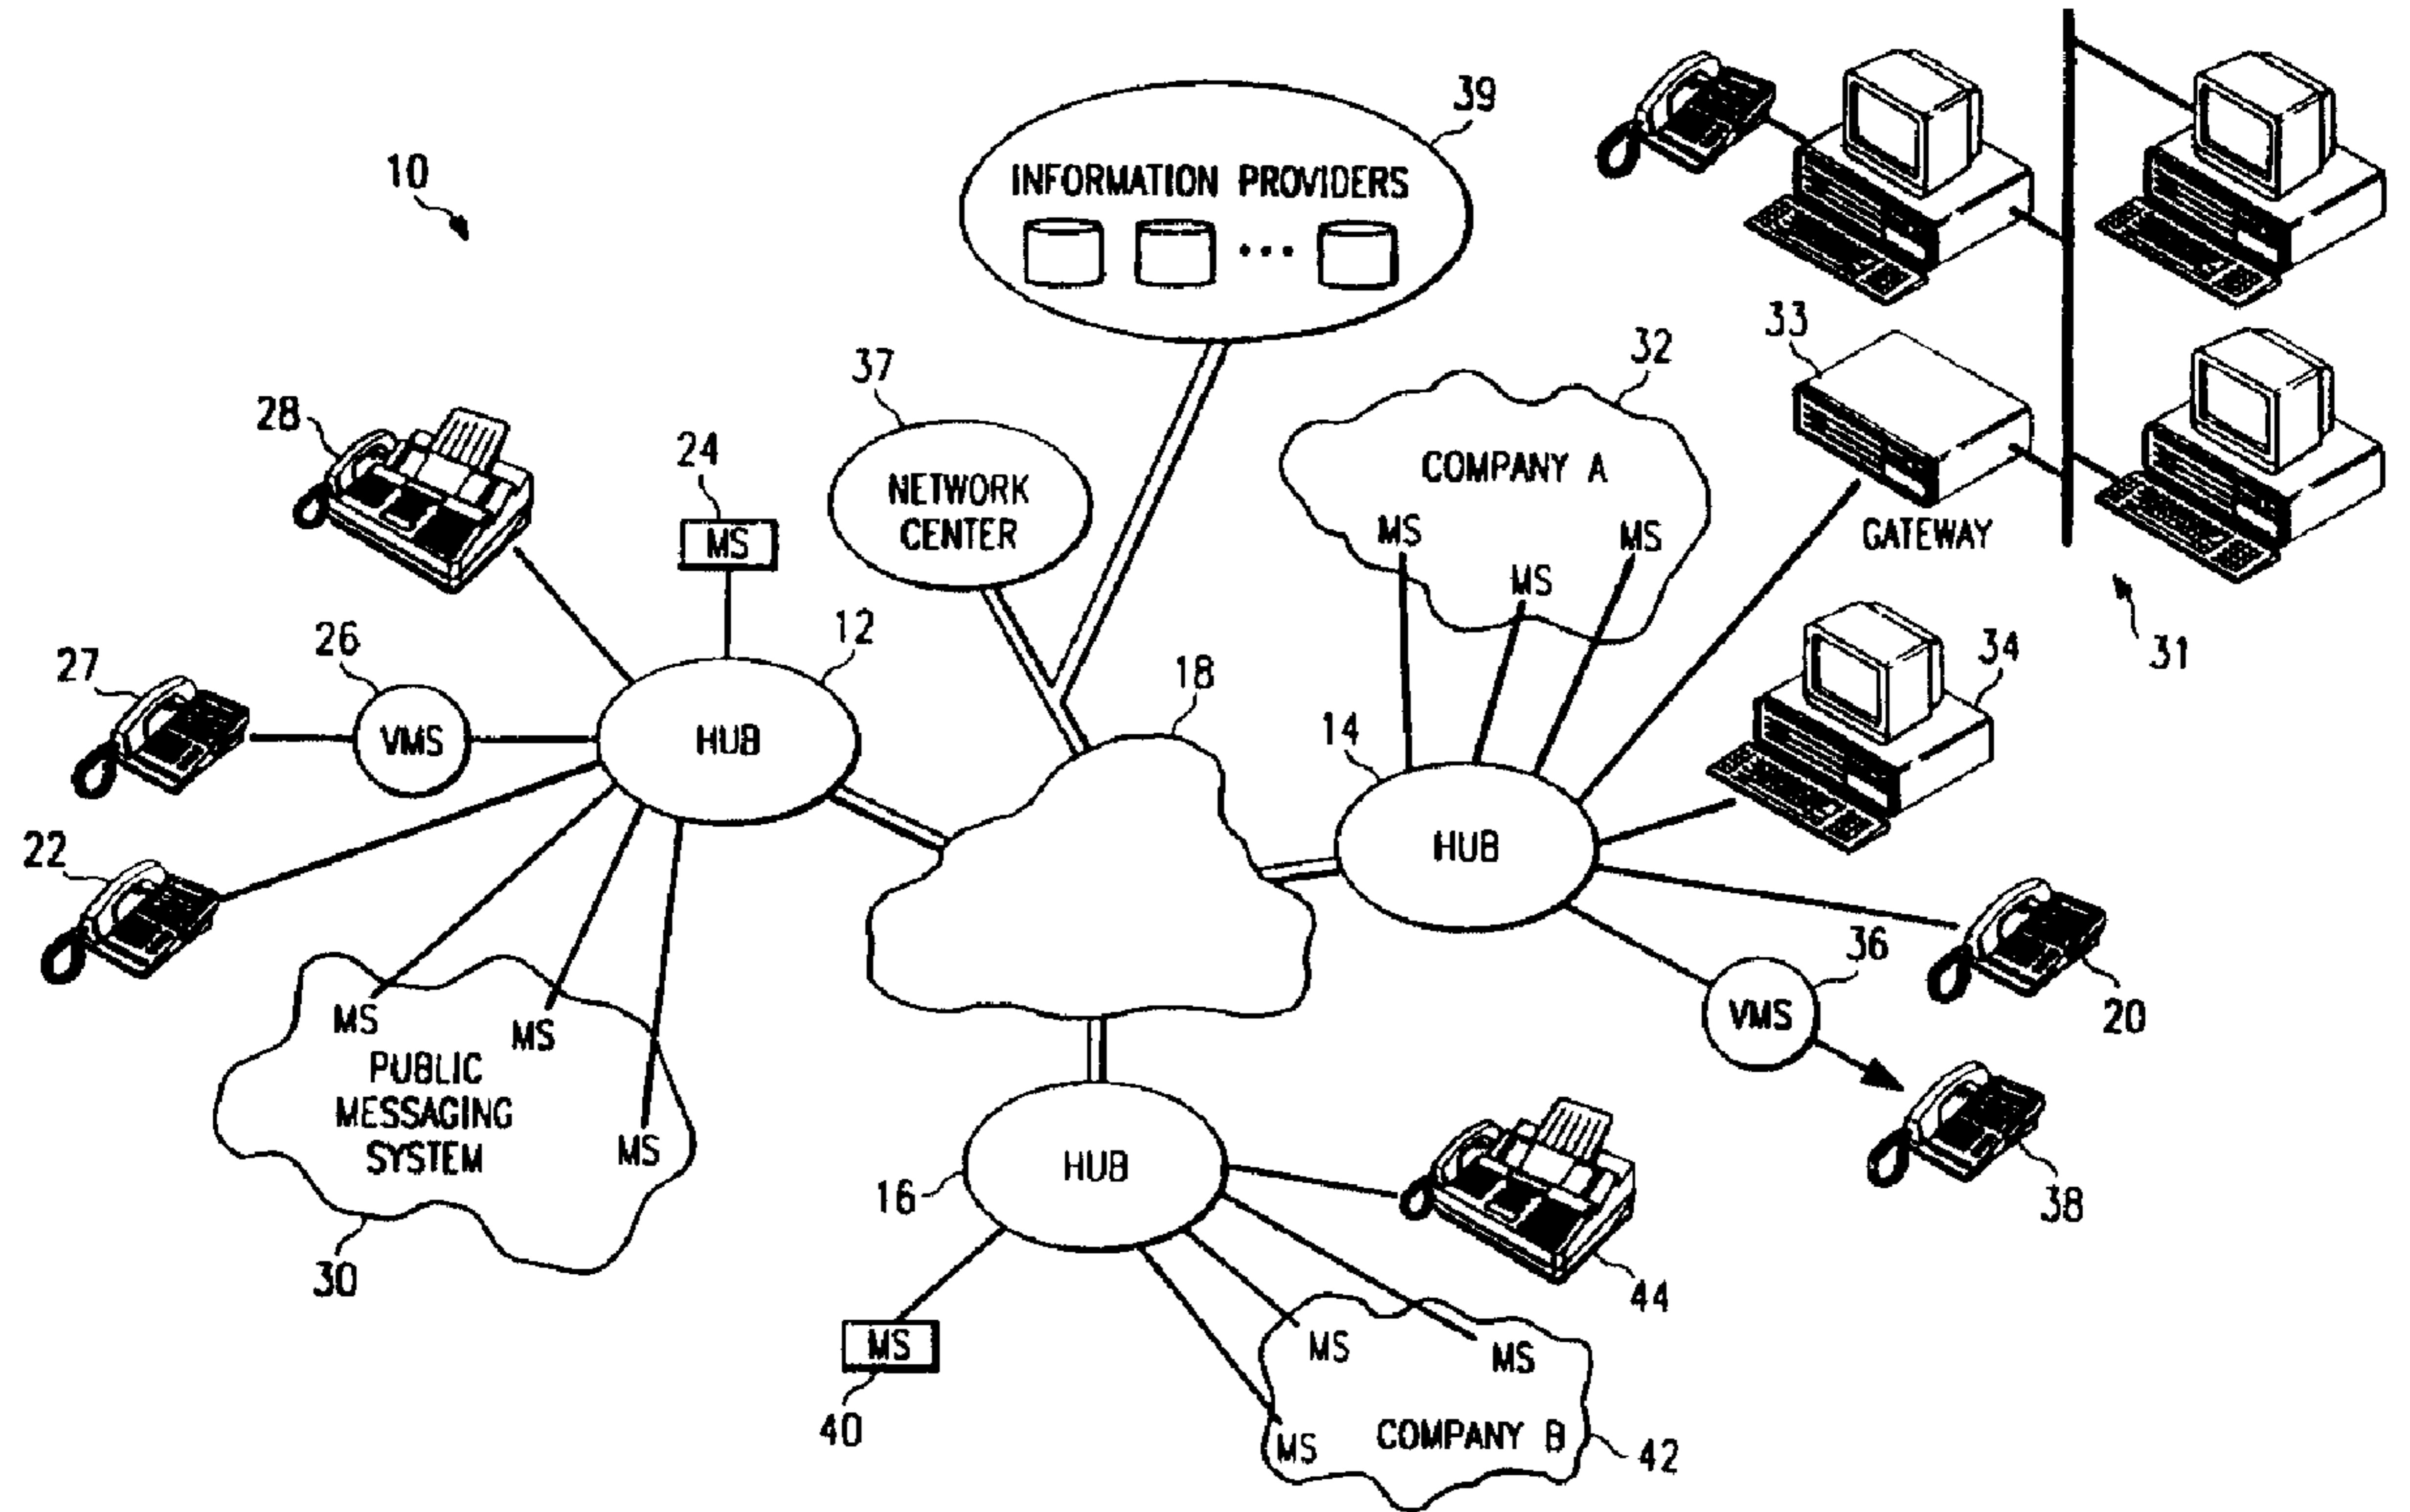 10
39
INFORMATION PROVIDERS
...
33
32
37
28
24
NETWORK
CENTER
COMPANY A
MS
MS
MS
MS
GATEWAY
31
34
26
12
27
18
14
VMS
HUB
HUB
22
36
20
VMS
MS
MS
MS
PUBLIC
MESSAGING
SYSTEM
30
HUB
16
38
44
MS
40
MS
MS
MS
COMPANY B
42